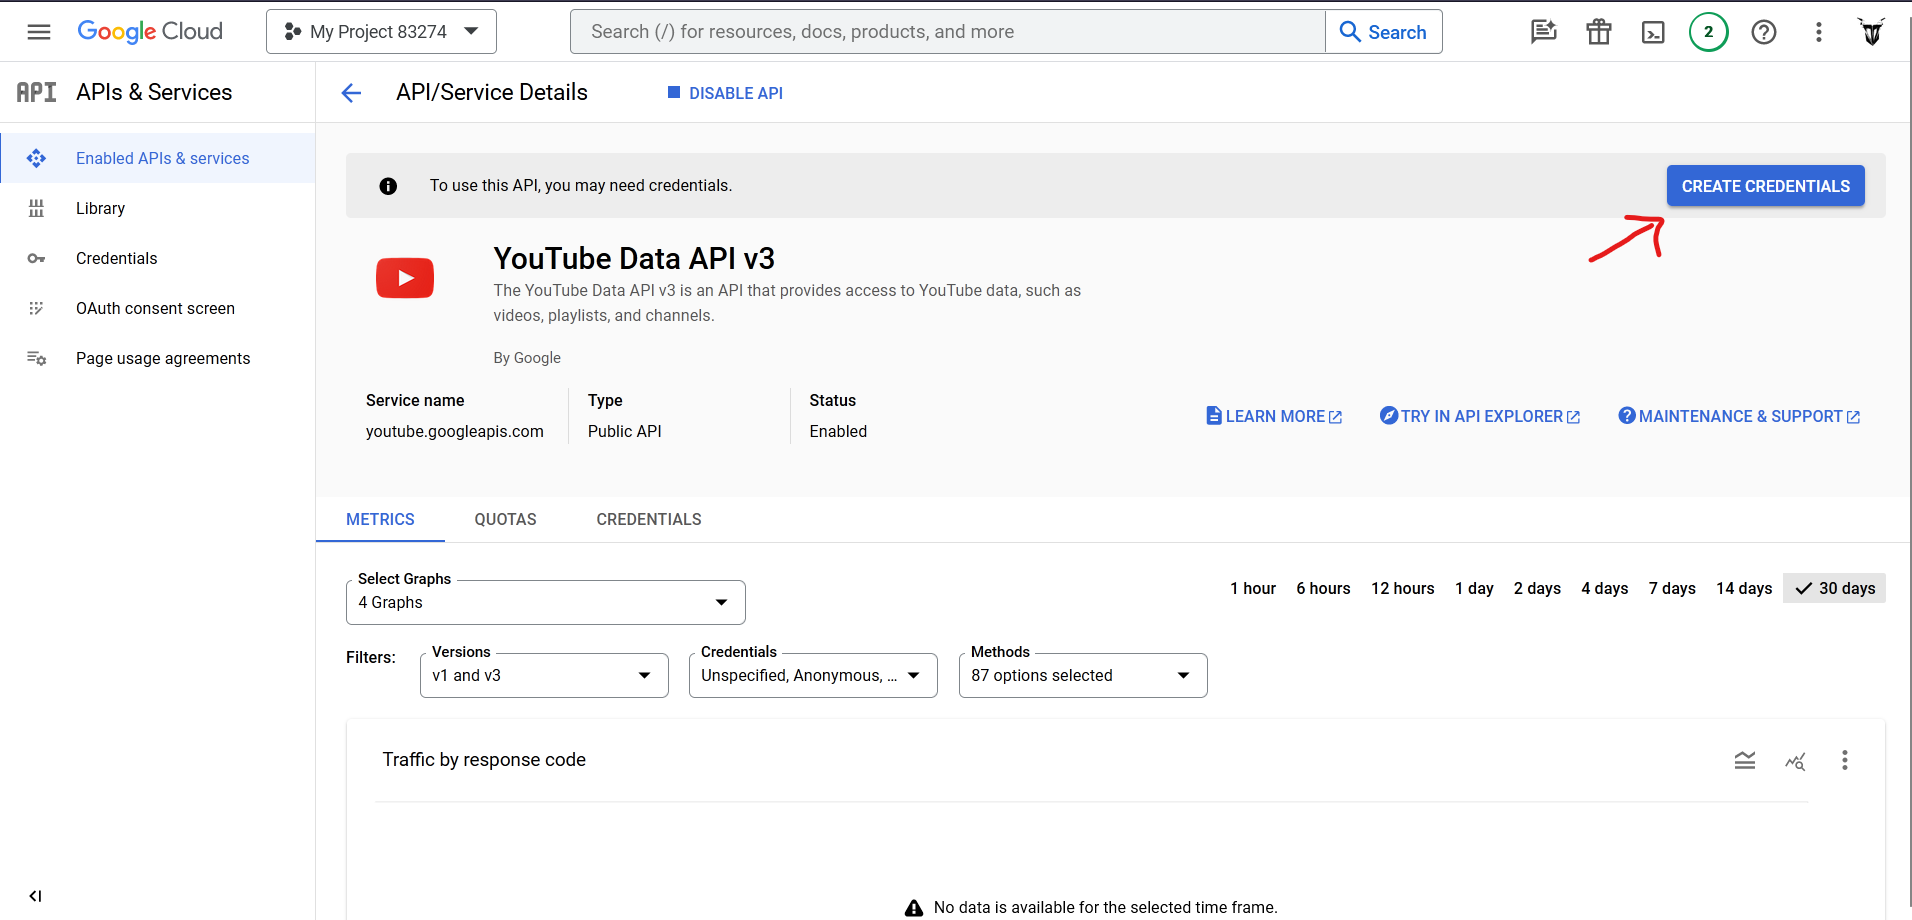 Google Cloud
My Project 83274
Search (/) for resources, docs, products, and more
Search
2
API
APIs & Services
API/Service Details
DISABLE API
Enabled APIs & services
Library
Credentials
OAuth consent screen
Page usage agreements
To use this API, you may need credentials.
CREATE CREDENTIALS
YouTube Data API v3
The YouTube Data API v3 is an API that provides access to YouTube data, such as
videos, playlists, and channels.
By Google
Service name
youtube.googleapis.com
Type
Public API
Status
Enabled
LEARN MORE
TRY IN API EXPLORER
MAINTENANCE & SUPPORT
METRICS
QUOTAS
CREDENTIALS
Select Graphs
4 Graphs
1 hour
6 hours
12 hours
1 day
2 days
4 days
7 days
14 days
30 days
Filters:
Versions
v1 and v3
Credentials
Unspecified, Anonymous, ...
Methods
87 options selected
Traffic by response code
No data is available for the selected time frame.